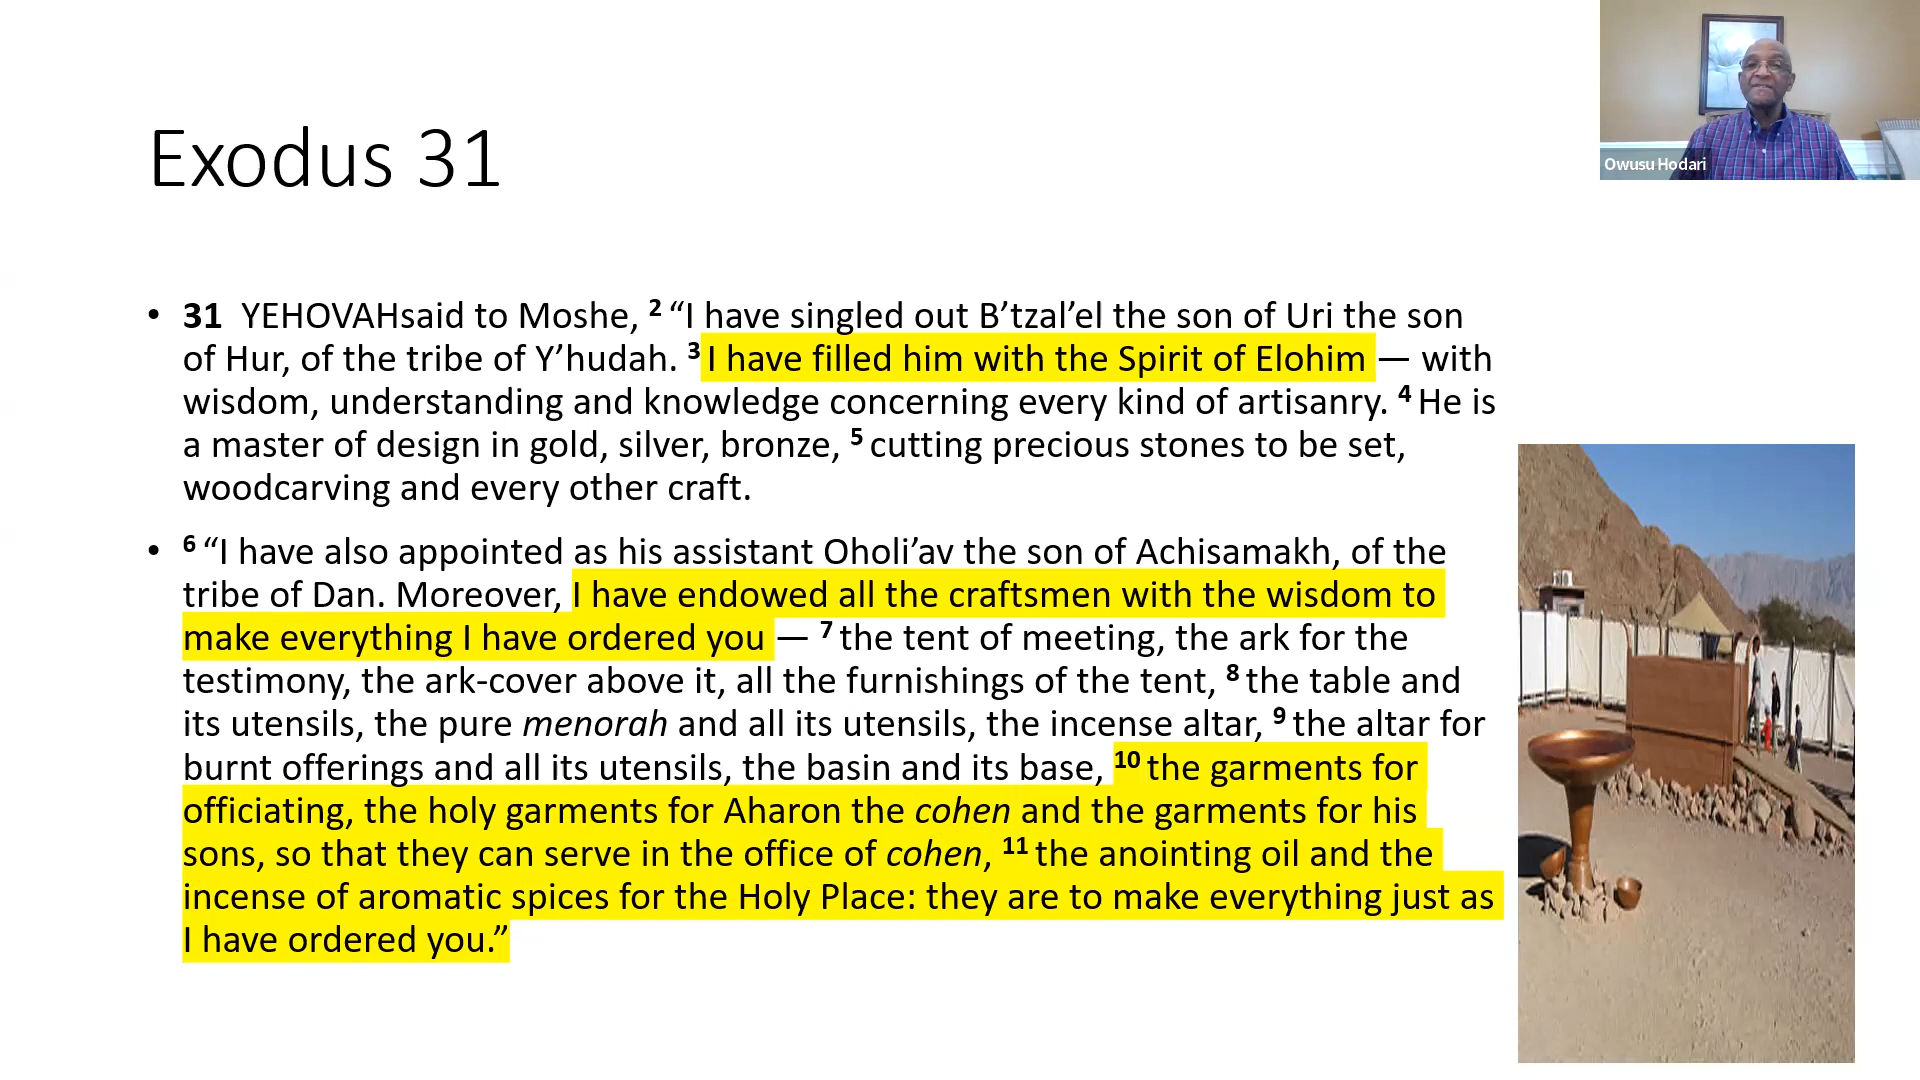 Exodus 31
Owusu Hodari
• 31 YEHOVAHsaid to Moshe, 2 “I have singled out B’tzal’el the son of Uri the son
of Hur, of the tribe of Y’hudah. 3 I have filled him with the Spirit of Elohim — with
wisdom, understanding and knowledge concerning every kind of artisanry. 4 He is
a master of design in gold, silver, bronze, 5 cutting precious stones to be set,
woodcarving and every other craft.
• 6 “I have also appointed as his assistant Oholi’av the son of Achisamakh, of the
tribe of Dan. Moreover, I have endowed all the craftsmen with the wisdom to
make everything I have ordered you — 7 the tent of meeting, the ark for the
testimony, the ark-cover above it, all the furnishings of the tent, 8 the table and
its utensils, the pure menorah and all its utensils, the incense altar, 9 the altar for
burnt offerings and all its utensils, the basin and its base, 10 the garments for
officiating, the holy garments for Aharon the cohen and the garments for his
sons, so that they can serve in the office of cohen, 11 the anointing oil and the
incense of aromatic spices for the Holy Place: they are to make everything just as
I have ordered you.”